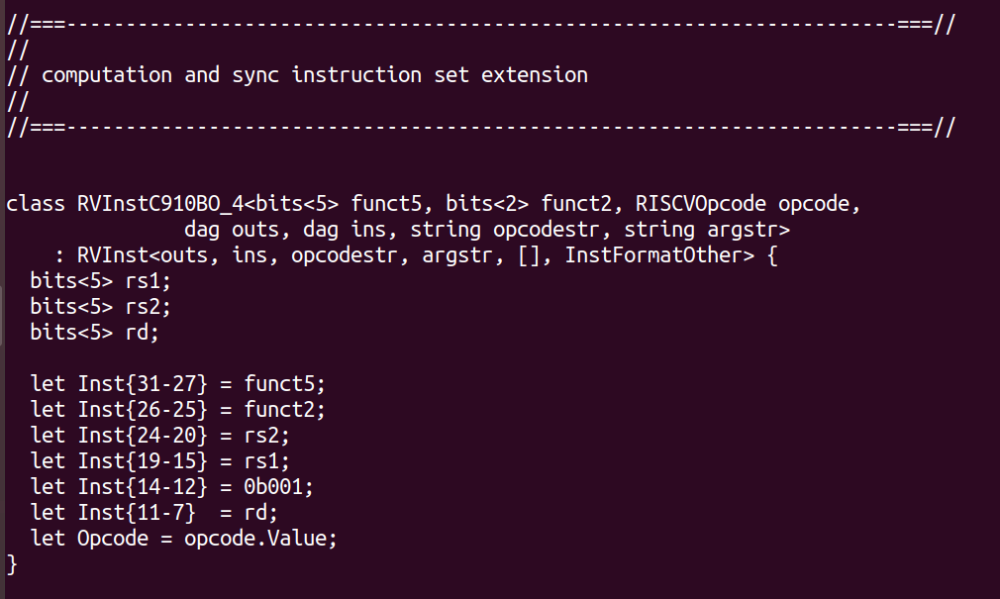 //===----------------------------------------------------------------------===//
//
// computation and sync instruction set extension
//
//===----------------------------------------------------------------------===//
class RVInstC910BO_4<bits<5> funct5, bits<2> funct2, RISCVOpcode opcode,
               dag outs, dag ins, string opcodestr, string argstr>
    : RVInst<outs, ins, opcodestr, argstr, [], InstFormatOther> {
  bits<5> rs1;
  bits<5> rs2;
  bits<5> rd;
  let Inst{31-27} = funct5;
  let Inst{26-25} = funct2;
  let Inst{24-20} = rs2;
  let Inst{19-15} = rs1;
  let Inst{14-12} = 0b001;
  let Inst{11-7}  = rd;
  let Opcode = opcode.Value;
}